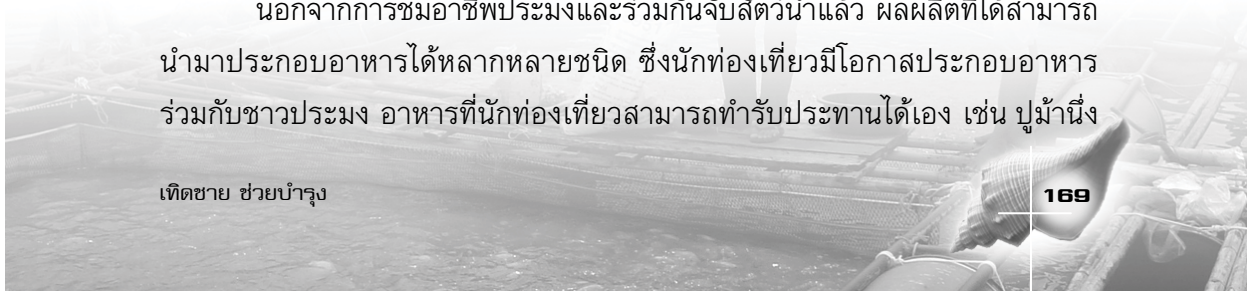 นอกจากการชมอาชีพประมงและร่วมกันจับสัตว์น้ำแล้ว ผลผลิตที่ได้สามารถ
นำมาประกอบอาหารได้หลากหลายชนิด ซึ่งนักท่องเที่ยวมีโอกาสประกอบอาหาร
ร่วมกับชาวประมง อาหารที่นักท่องเที่ยวสามารถทำรับประทานได้เอง เช่น ปูม้านึ่ง
เทิดชาย ช่วยบำรุง
169